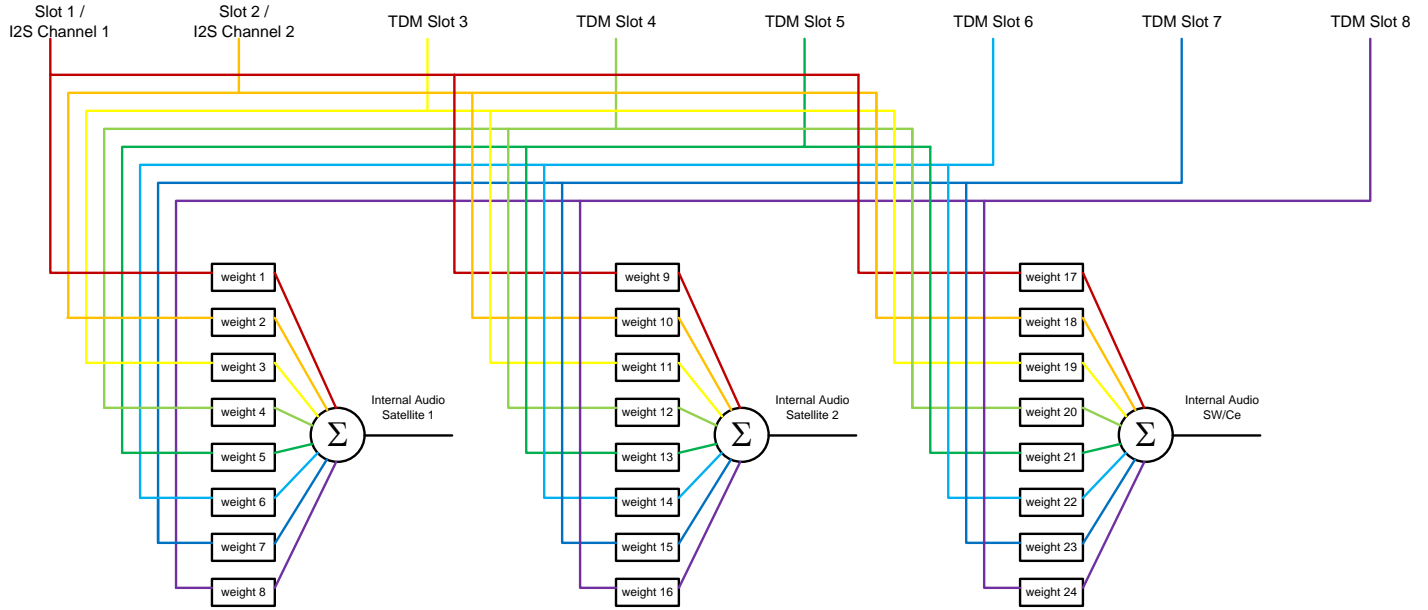 Slot 1 /
I2S Channel 1
Slot 2 /
I2S Channel 2
TDM Slot 3
TDM Slot 4
TDM Slot 5
TDM Slot 6
TDM Slot 7
TDM Slot 8
weight 1
weight 2
weight 3
weight 4
weight 5
weight 6
weight 7
weight 8
Σ
Internal Audio
Satellite 1
weight 9
weight 10
weight 11
weight 12
weight 13
weight 14
weight 15
weight 16
Σ
Internal Audio
Satellite 2
weight 17
weight 18
weight 19
weight 20
weight 21
weight 22
weight 23
weight 24
Σ
Internal Audio
SW/Ce